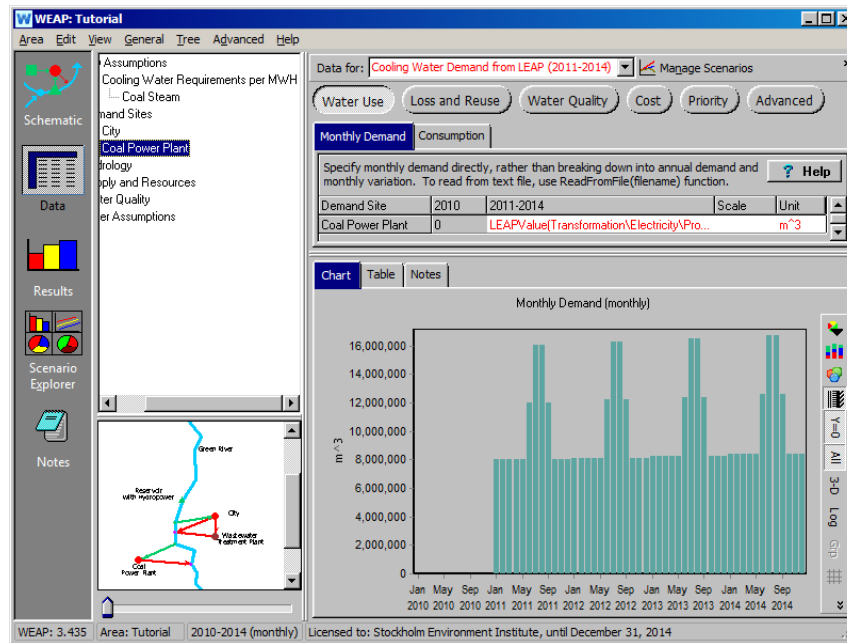 WEAP: Tutorial
Area Edit View General Tree Advanced Help
Schematic
Data
Results
Scenario
Explorer
Notes
Assumptions
Cooling Water Requirements per MWH
Coal Steam
mand Sites
City
Coal Power Plant
drology
pply and Resources
ter Quality
er Assumptions
Green River
Reservoir
with Hydropower
City
Wastewater
Treatment Plant
Coal
Power Plant
Data for: Cooling Water Demand from LEAP (2011-2014) Manage Scenarios
Water Use Loss and Reuse Water Quality Cost Priority Advanced
Monthly Demand Consumption
Specify monthly demand directly, rather than breaking down into annual demand and
monthly variation. To read from text file, use ReadFromFile(filename) function.
? Help
Demand Site 2010 2011-2014 Scale Unit
Coal Power Plant 0 LEAPValue(Transformation\Electricity\Pro... m^3
Chart Table Notes
Monthly Demand (monthly)
m^3
16,000,000
14,000,000
12,000,000
10,000,000
8,000,000
6,000,000
4,000,000
2,000,000
0
Jan May Sep Jan May Sep Jan May Sep Jan May Sep Jan May Sep
2010 2010 2010 2011 2011 2011 2012 2012 2012 2013 2013 2013 2014 2014 2014
Y=0
All
3-D
Log
Grp
WEAP: 3.435 Area: Tutorial 2010-2014 (monthly) Licensed to: Stockholm Environment Institute, until December 31, 2014